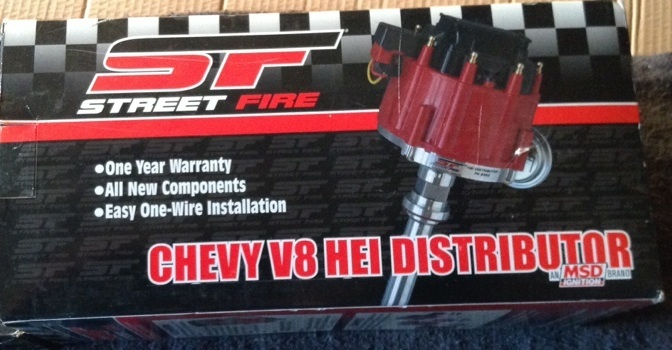 ST
STREET FIRE
•One Year Warranty
•All New Components
•Easy One-Wire Installation
CHEVY V8 HEI DISTRIBUTOR
AN MSD BRAND
IGNITION